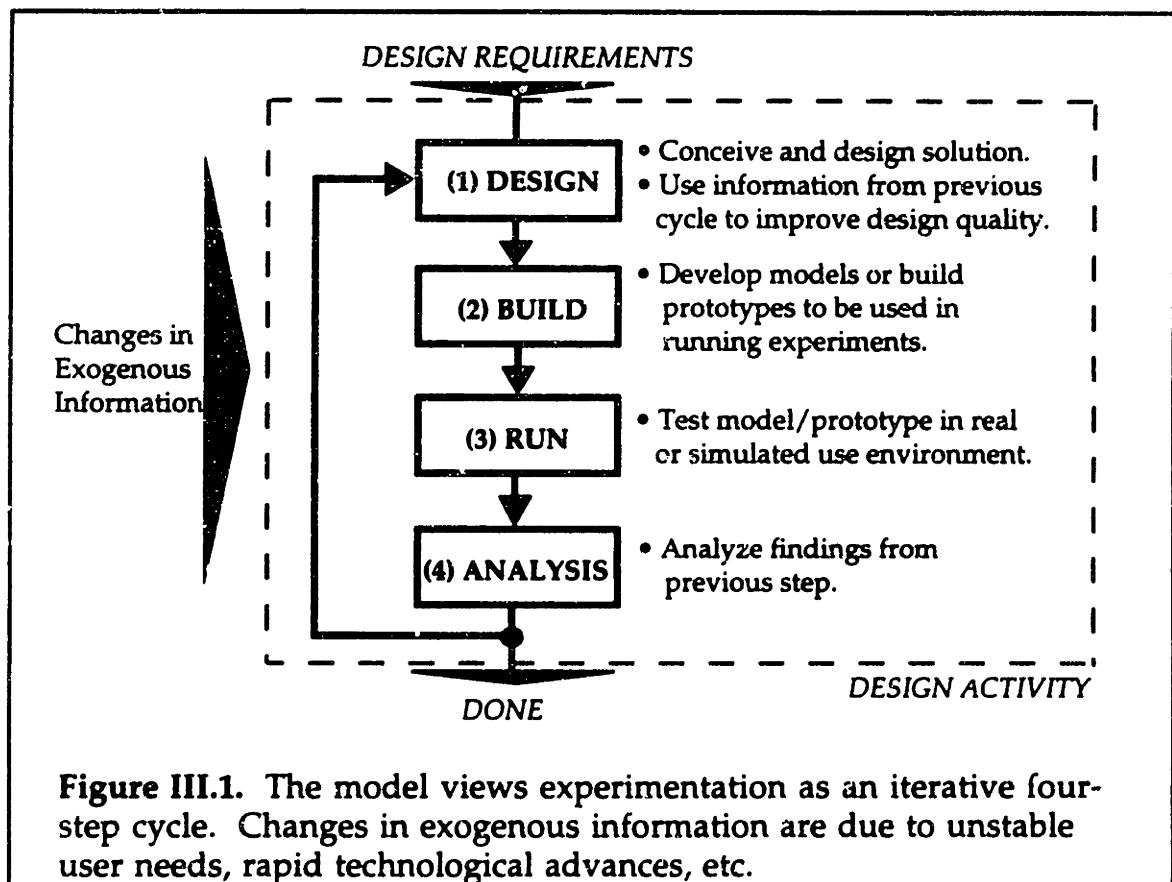 DESIGN REQUIREMENTS
(1) DESIGN
• Conceive and design solution.
• Use information from previous
cycle to improve design quality.
(2) BUILD
• Develop models or build
prototypes to be used in
running experiments.
Changes in
Exogenous
Information
(3) RUN
• Test model/prototype in real
or simulated use environment.
(4) ANALYSIS
• Analyze findings from
previous step.
DESIGN ACTIVITY
DONE
Figure III.1. The model views experimentation as an iterative four-
step cycle. Changes in exogenous information are due to unstable
user needs, rapid technological advances, etc.